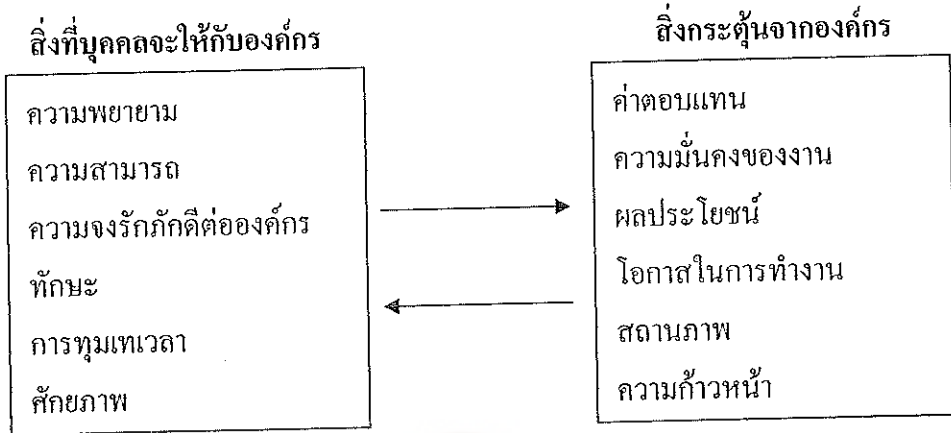 สิ่งที่บุคคลจะให้กับองค์กร
ความพยายาม
ความสามารถ
ความจงรักภักดีต่อองค์กร
ทักษะ
การทุมเทเวลา
ศักยภาพ
สิ่งกระตุ้นจากองค์กร
ค่าตอบแทน
ความมั่นคงของงาน
ผลประโยชน์
โอกาสในการทำงาน
สถานภาพ
ความก้าวหน้า